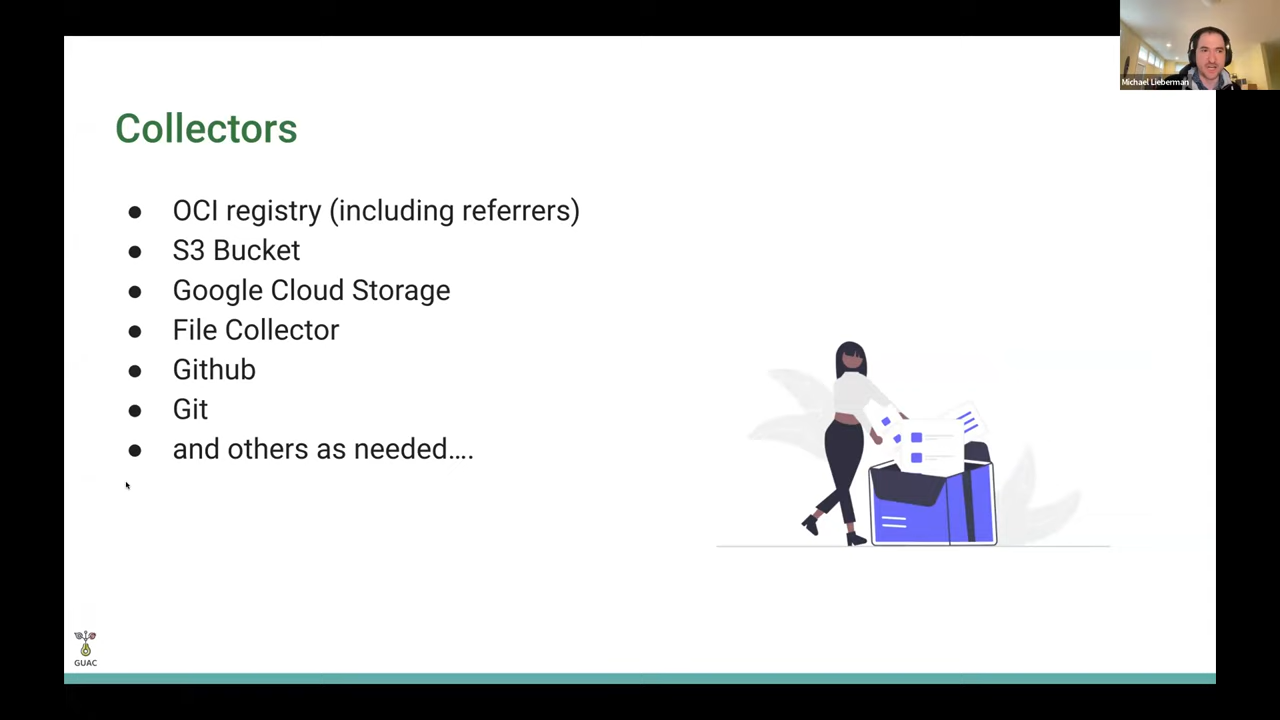 Michael Lieberman
Collectors
● OCI registry (including referrers)
● S3 Bucket
● Google Cloud Storage
● File Collector
● Github
● Git
● and others as needed....
GUAC